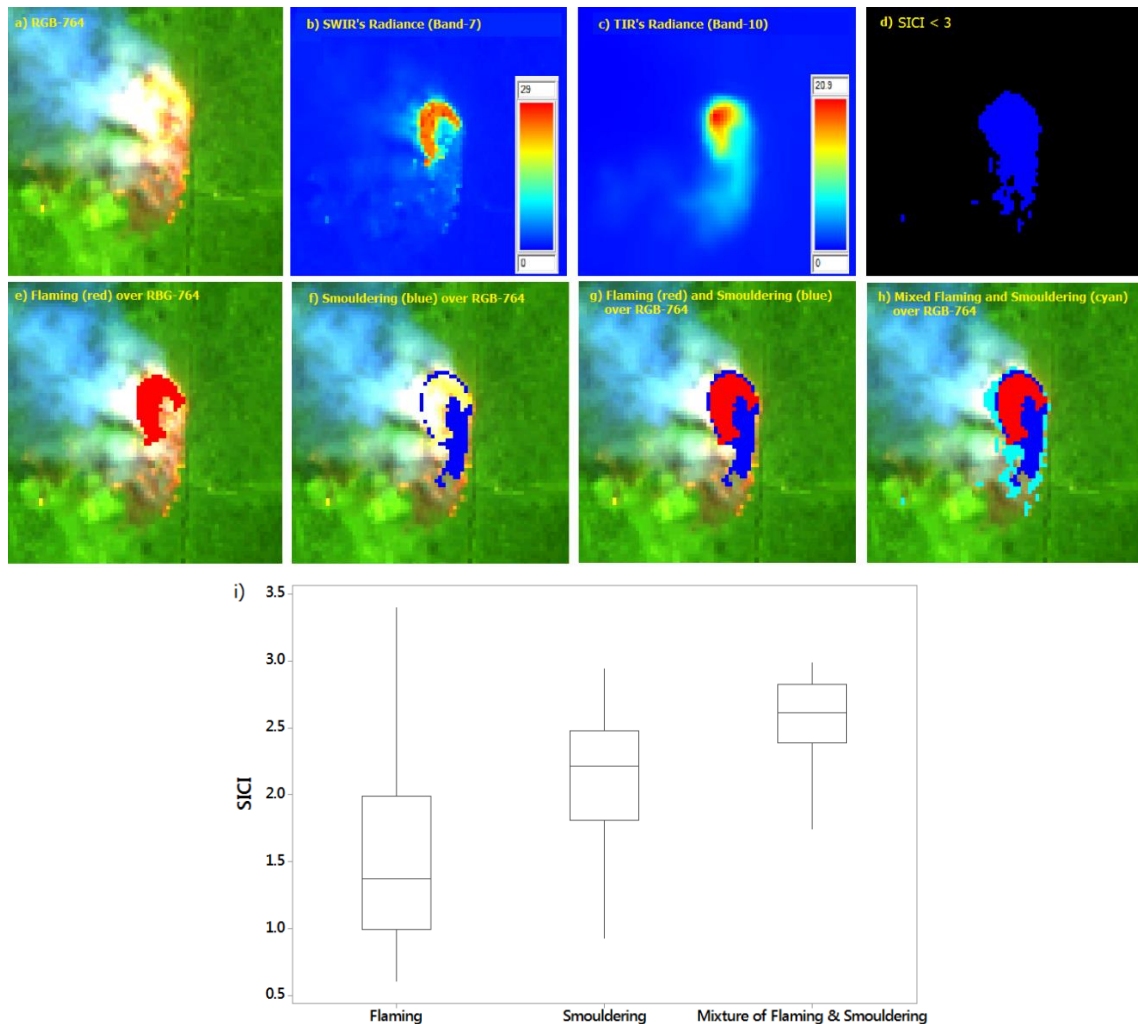 a) RGB-764
b) SWIR's Radiance (Band-7)
29
0
c) TIR's Radiance (Band-10)
20.9
0
d) SICI < 3
e) Flaming (red) over RBG-764
f) Smouldering (blue) over RGB-764
g) Flaming (red) and Smouldering (blue)
over RGB-764
h) Mixed Flaming and Smouldering (cyan)
over RGB-764
i)
SICI
3.5
3.0
2.5
2.0
1.5
1.0
0.5
Flaming
Smouldering
Mixture of Flaming & Smouldering